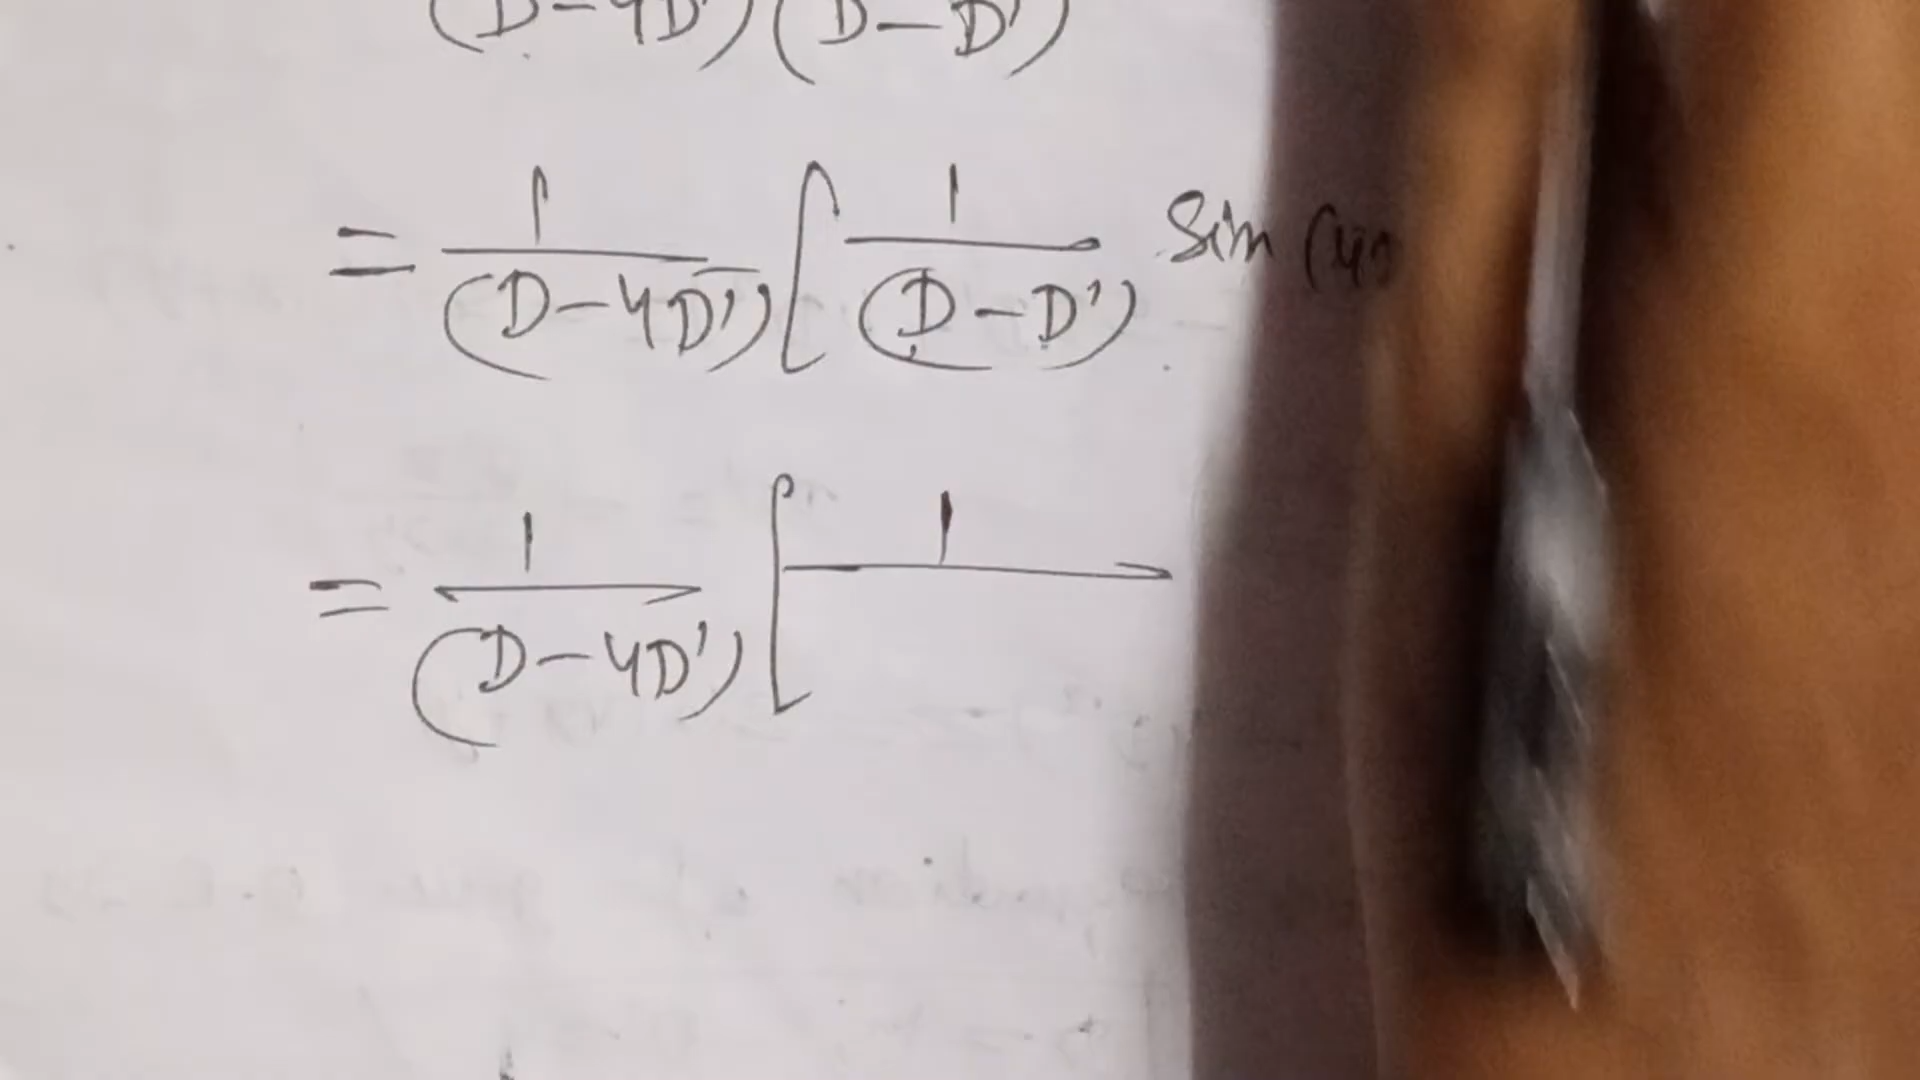 (D-4D')(D-D')
= 1/(D-4D') [ 1/(D-D') Sin (4
= 1/(D-4D') [ 1/